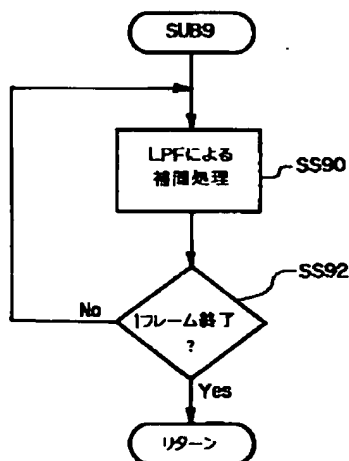 SUB9
LPFによる
補間処理
SS90
SS92
No
1フレーム終了
?
Yes
リターン